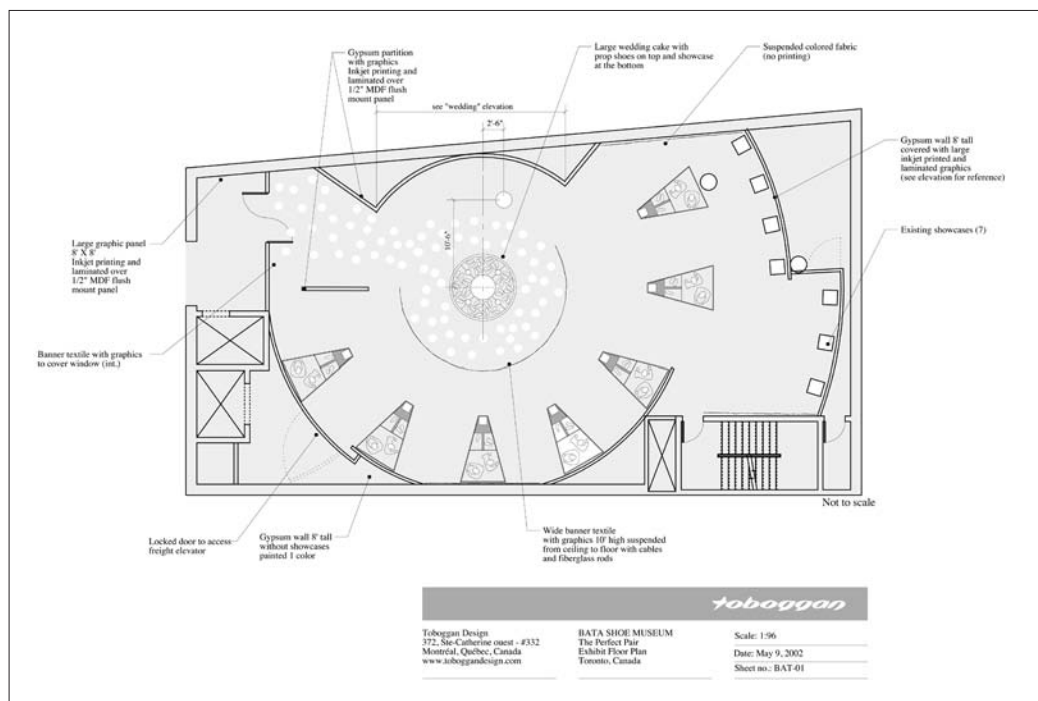 Gypsum partition
with graphics
Inkjet printing and
laminated over
1/2" MDF flush
mount panel
Large wedding cake with
prop shoes on top and showcase
at the bottom
Suspended colored fabric
(no printing)
see "wedding" elevation
2'-6"
10'-6"
Gypsum wall 8' tall
covered with large
inkjet printed and
laminated graphics
(see elevation for reference)
Large graphic panel
8' X 8'
Inkjet printing and
laminated over
1/2" MDF flush
mount panel
Existing showcases (7)
Banner textile with graphics
to cover window (int.)
Not to scale
Locked door to access
freight elevator
Gypsum wall 8' tall
without showcases
painted 1 color
Wide banner textile
with graphics 10' high suspended
from ceiling to floor with cables
and fiberglass rods
toboggan
Toboggan Design
372, Ste-Catherine ouest - #332
Montréal, Québec, Canada
www.toboggandesign.com
BATA SHOE MUSEUM
The Perfect Pair
Exhibit Floor Plan
Toronto, Canada
Scale: 1:96
Date: May 9, 2002
Sheet no.: BAT-01